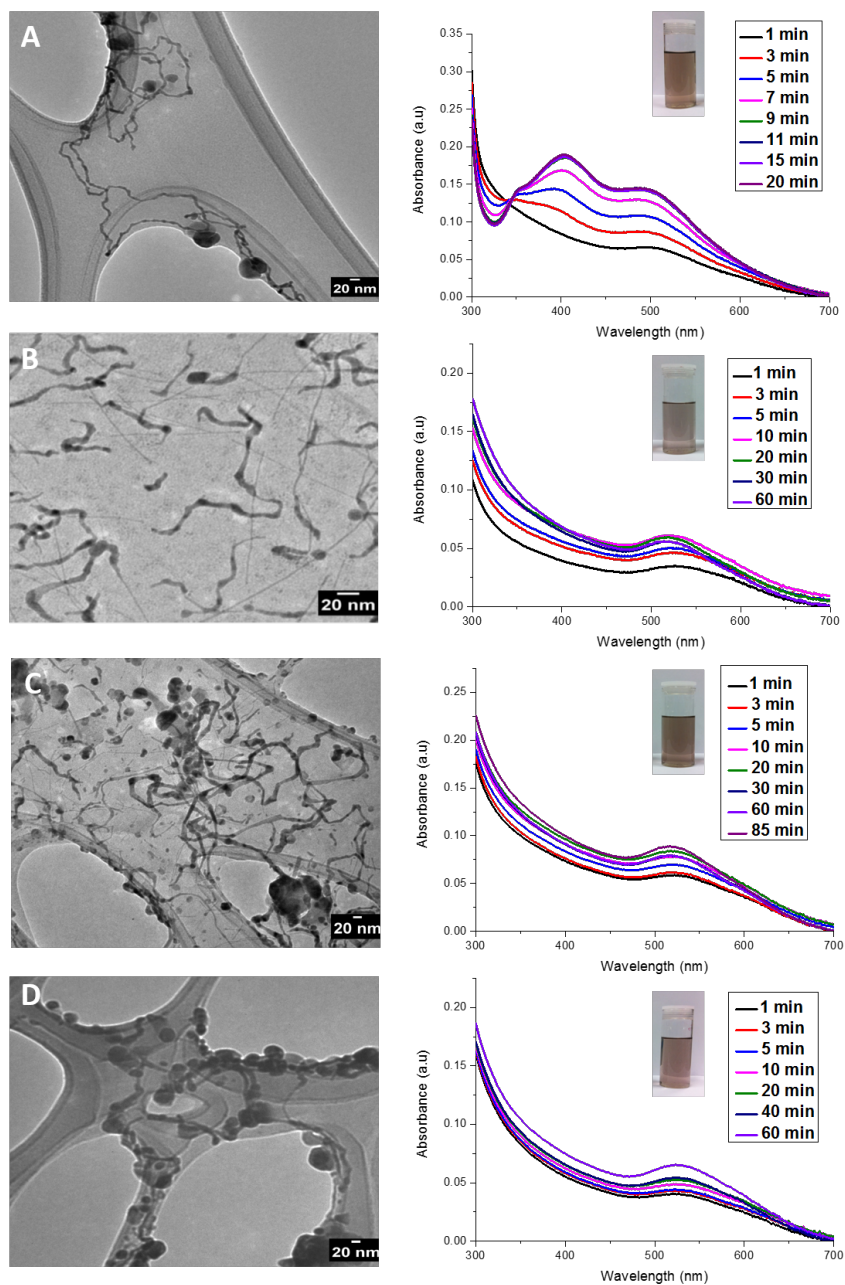 A
20 nm
0.35
0.30
0.25
0.20
0.15
0.10
0.05
0.00
Absorbance (a.u)
300 400 500 600 700
Wavelength (nm)
1 min
3 min
5 min
7 min
9 min
11 min
15 min
20 min
B
20 nm
0.20
0.15
0.10
0.05
0.00
Absorbance (a.u)
300 400 500 600 700
Wavelength (nm)
1 min
3 min
5 min
10 min
20 min
30 min
60 min
C
20 nm
0.25
0.20
0.15
0.10
0.05
0.00
Absorbance (a.u)
300 400 500 600 700
Wavelength (nm)
1 min
3 min
5 min
10 min
20 min
30 min
60 min
85 min
D
20 nm
0.20
0.15
0.10
0.05
0.00
Absorbance (a.u)
300 400 500 600 700
Wavelength (nm)
1 min
3 min
5 min
10 min
20 min
40 min
60 min